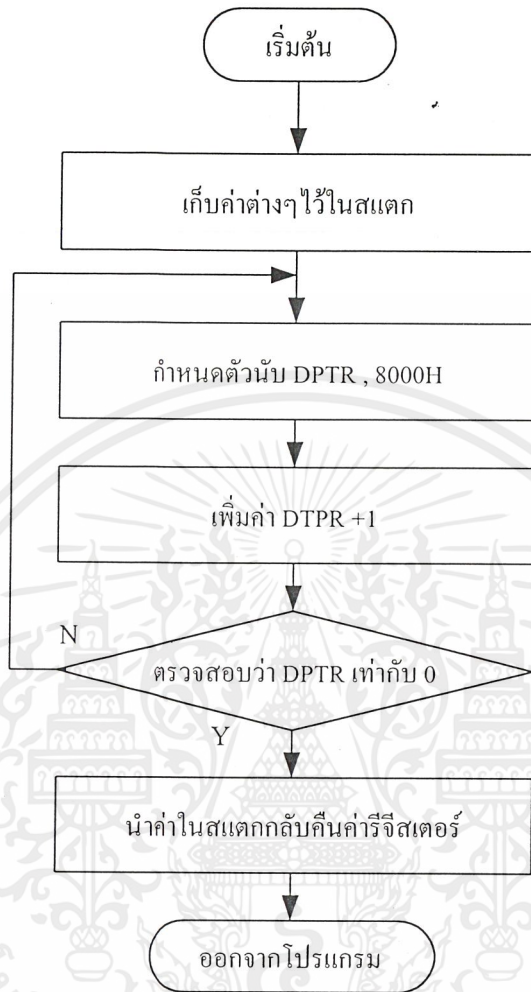 เริ่มต้น
เก็บค่าต่างๆ ไว้ในสแตก
กำหนดตัวนับ DPTR , 8000H
เพิ่มค่า DTPR +1
N
ตรวจสอบว่า DPTR เท่ากับ 0
Y
นำค่าในสแตกกลับคืนค่ารีจีสเตอร์
ออกจากโปรแกรม